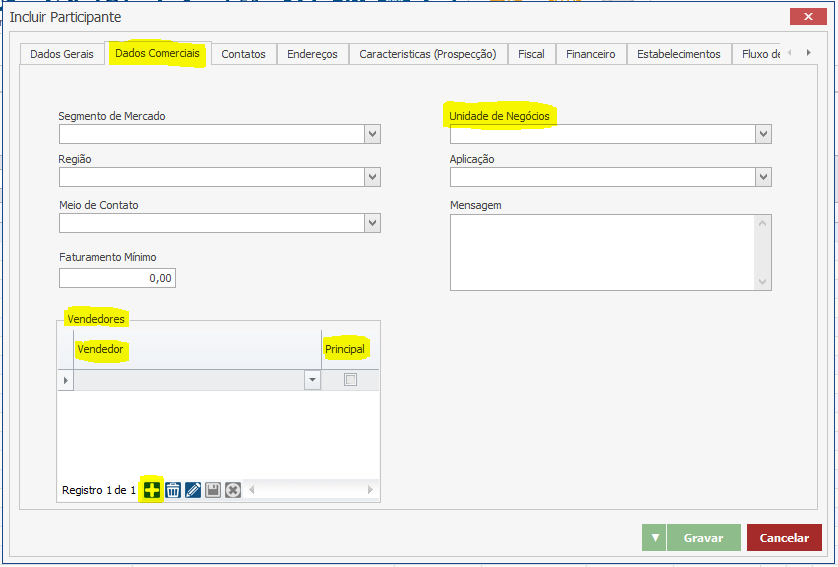 Incluir Participante
Dados Gerais
Dados Comerciais
Contatos
Endereços
Caracteristicas (Prospecção)
Fiscal
Financeiro
Estabelecimentos
Fluxo de
Segmento de Mercado
Unidade de Negócios
Região
Aplicação
Meio de Contato
Mensagem
Faturamento Mínimo
0,00
Vendedores
Vendedor
Principal
Registro 1 de 1
Gravar
Cancelar